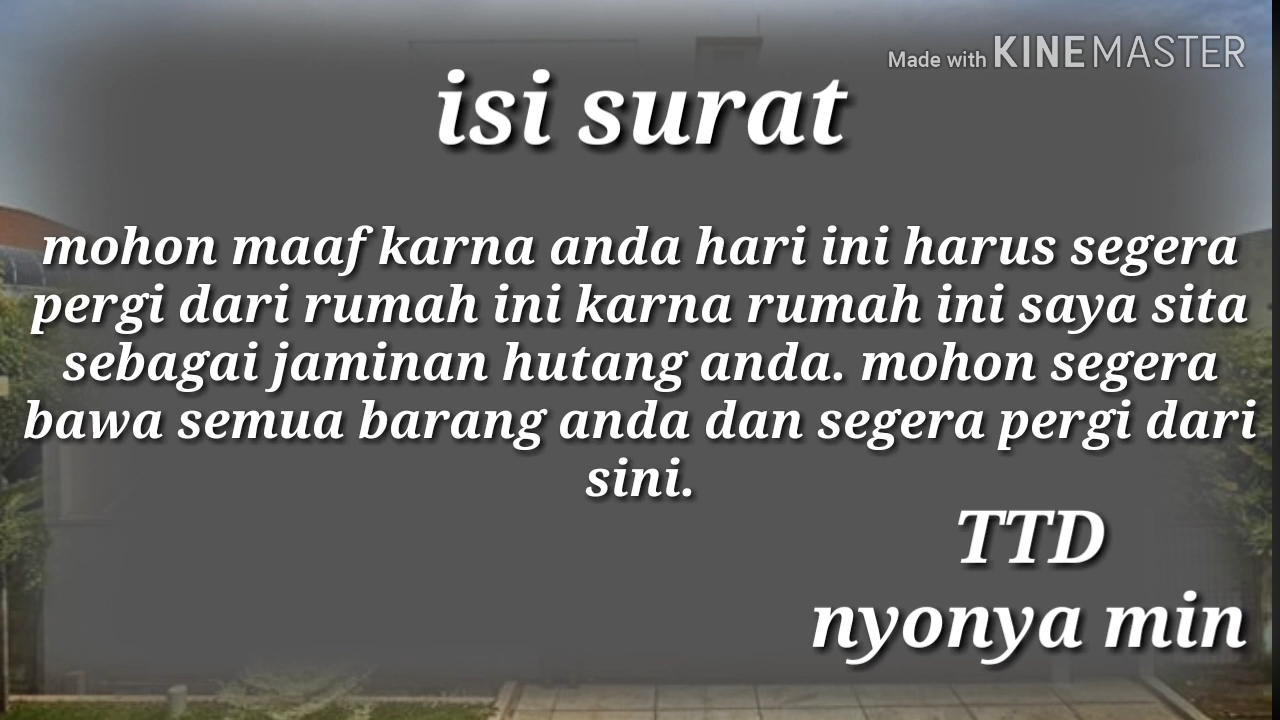 Made with KINEMASTER
isi surat
mohon maaf karna anda hari ini harus segera
pergi dari rumah ini karna rumah ini saya sita
sebagai jaminan hutang anda. mohon segera
bawa semua barang anda dan segera pergi dari
sini.
TTD
nyonya min